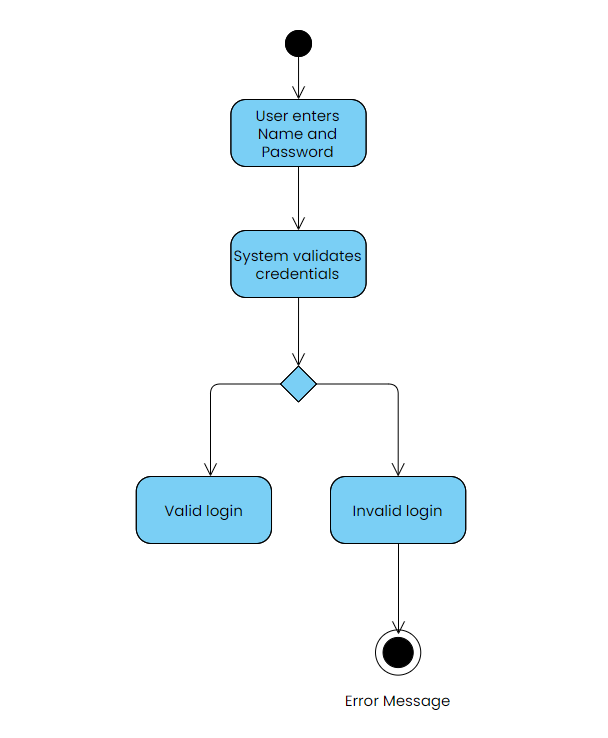 User enters
Name and
Password
System validates
credentials
Valid login
Invalid login
Error Message